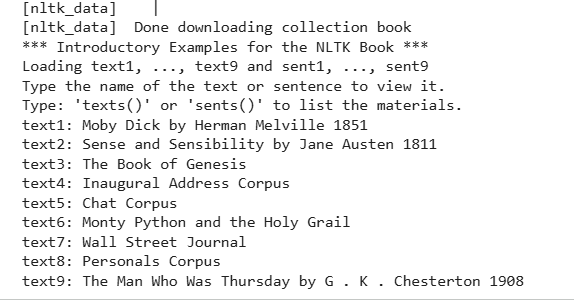 [nltk_data]    |
[nltk_data]  Done downloading collection book
*** Introductory Examples for the NLTK Book ***
Loading text1, ..., text9 and sent1, ..., sent9
Type the name of the text or sentence to view it.
Type: 'texts()' or 'sents()' to list the materials.
text1: Moby Dick by Herman Melville 1851
text2: Sense and Sensibility by Jane Austen 1811
text3: The Book of Genesis
text4: Inaugural Address Corpus
text5: Chat Corpus
text6: Monty Python and the Holy Grail
text7: Wall Street Journal
text8: Personals Corpus
text9: The Man Who Was Thursday by G . K . Chesterton 1908